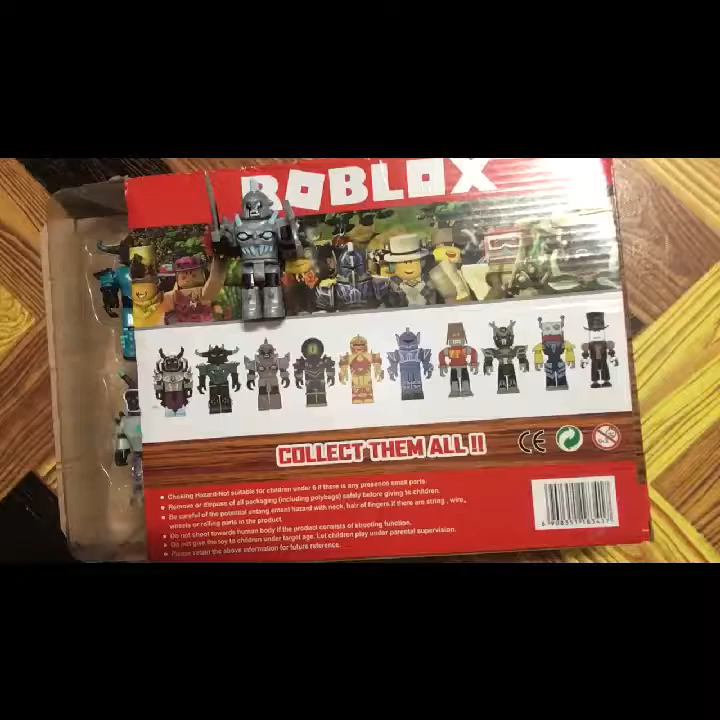 ROBLOX
COLLECT THEM ALL !!
CE
Choking Hazard-Not suitable for children under 6 if there is any presence small parts.
Remove or dispose of all packaging (including polybag) safely before giving to children.
Be careful of the potential entang ement hazard with neck, hair of fingers if there are string , wire,
wheels or rolling parts in the product.
Do not shoot towards human body if the product consists of shooting function.
Do not give the toy to children under target age. Let children play under parental supervision.
Please retain the above information for future reference.